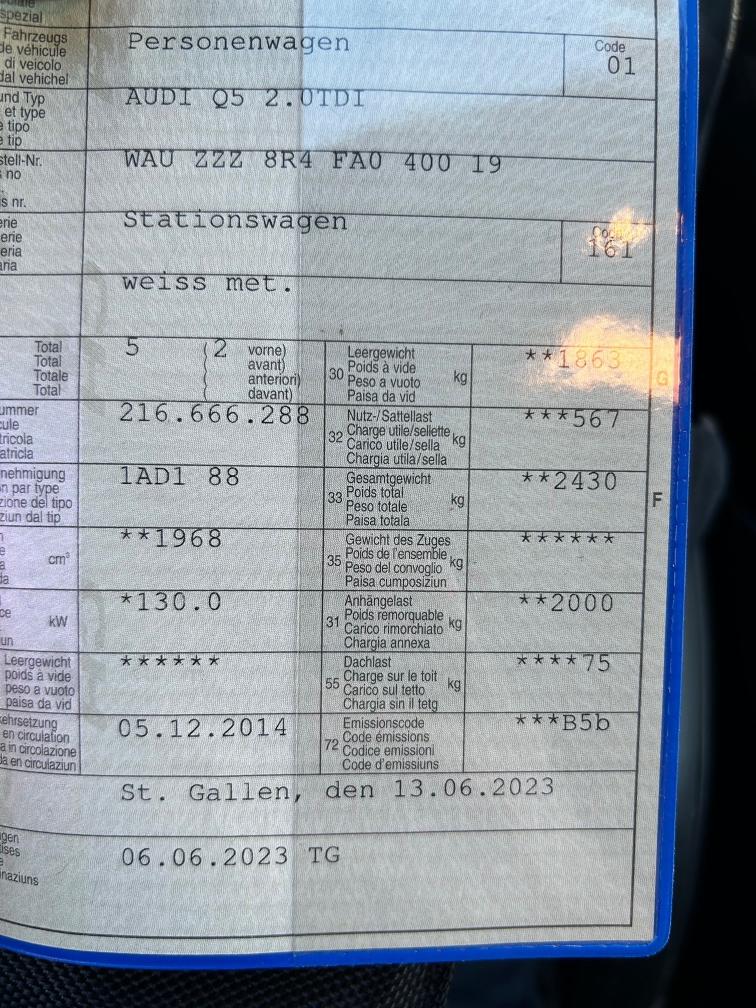 spezial
Fahrzeugs
de véhicule
di veicolo
dal vehichel
Personenwagen
Code
01
und Typ
et type
e tipo
e tip
AUDI Q5 2.0TDI
stell-Nr.
s no
s nr.
WAU ZZZ 8R4 FA0 400 19
erie
erie
eria
aria
Stationswagen
161
weiss met.
Total
Total
Totale
Total
5 (2 vorne)
( avant)
( anteriori)
( davant)
30 Leergewicht
Poids à vide
Peso a vuoto
Paisa da vid
kg
**1863
G
ummer
cule
tricola
atricla
216.666.288
32 Nutz-/Sattellast
Charge utile/sellette
Carico utile/sella
Chargia utila/sella
kg
***567
nehmigung
n par type
zione del tipo
ziun dal tip
1AD1 88
33 Gesamtgewicht
Poids total
Peso totale
Paisa totala
kg
**2430
F
cm³
**1968
35 Gewicht des Zuges
Poids de l'ensemble
Peso del convoglio
Paisa cumposiziun
kg
******
ce
un
kW
*130.0
31 Anhängelast
Poids remorquable
Carico rimorchiato
Chargia annexa
kg
**2000
Leergewicht
poids à vide
peso a vuoto
paisa da vid
******
55 Dachlast
Charge sur le toit
Carico sul tetto
Chargia sin il tetg
kg
****75
ehrsetzung
en circulation
a in circolazione
da en circulaziun
05.12.2014
72 Emissionscode
Code émissions
Codice emissioni
Code d'emissiuns
***B5b
St. Gallen, den 13.06.2023
gen
ises
e
naziuns
06.06.2023 TG